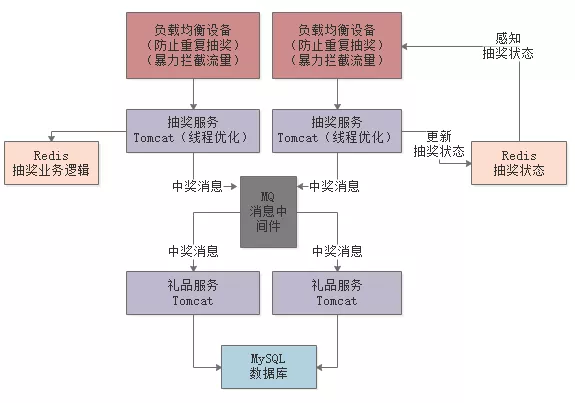 负载均衡设备
（防止重复抽奖）
（暴力拦截流量）
负载均衡设备
（防止重复抽奖）
（暴力拦截流量）
感知
抽奖状态
抽奖服务
Tomcat（线程优化）
抽奖服务
Tomcat（线程优化）
更新
抽奖状态
Redis
抽奖业务逻辑
Redis
抽奖状态
中奖消息
MQ
消息中
间件
中奖消息
中奖消息
中奖消息
礼品服务
Tomcat
礼品服务
Tomcat
MySQL
数据库